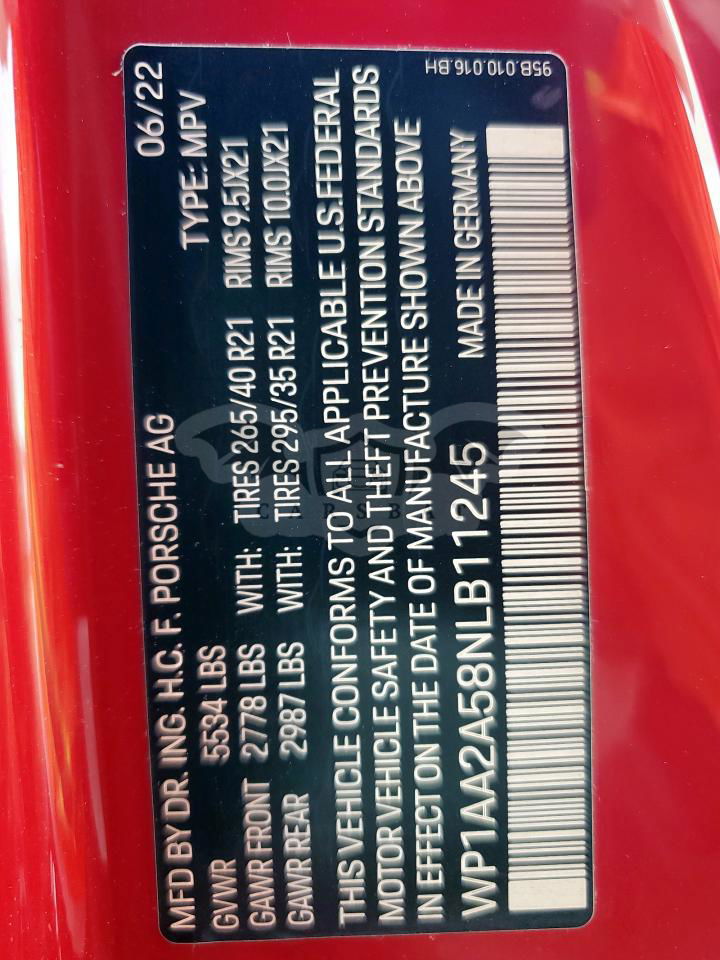 MFD BY DR. ING. H.C. F. PORSCHE AG 06/22
GVWR 5534 LBS TYPE: MPV
GAWR FRONT 2778 LBS WITH: TIRES 265/40 R21 RIMS 9.5JX21
GAWR REAR 2987 LBS WITH: TIRES 295/35 R21 RIMS 10.0JX21
THIS VEHICLE CONFORMS TO ALL APPLICABLE U.S.FEDERAL
MOTOR VEHICLE SAFETY AND THEFT PREVENTION STANDARDS
IN EFFECT ON THE DATE OF MANUFACTURE SHOWN ABOVE
WP1AA2A58NLB11245 MADE IN GERMANY
95B.010.016.BH